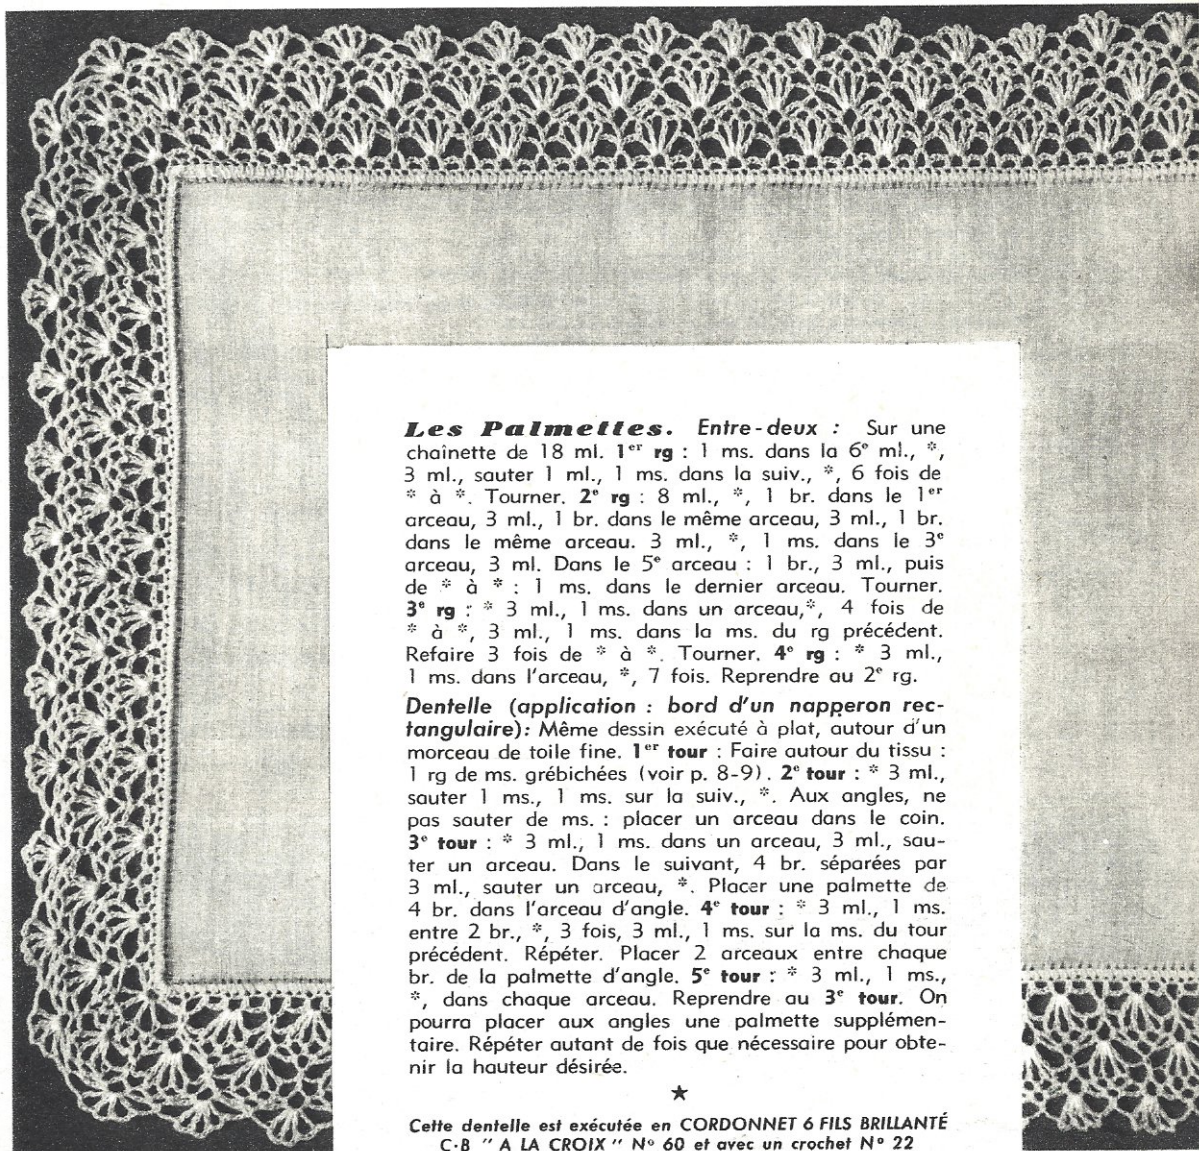 Les Palmettes. Entre-deux : Sur une
chaînette de 18 ml. 1er rg : 1 ms. dans la 6e ml., *,
3 ml., sauter 1 ml., 1 ms. dans la suiv., *, 6 fois de
* à *. Tourner. 2e rg : 8 ml., *, 1 br. dans le 1er
arceau, 3 ml., 1 br. dans le même arceau, 3 ml., 1 br.
dans le même arceau. 3 ml., *, 1 ms. dans le 3e
arceau, 3 ml. Dans le 5e arceau : 1 br., 3 ml., puis
de * à * : 1 ms. dans le dernier arceau. Tourner.
3e rg : * 3 ml., 1 ms. dans un arceau,*, 4 fois de
* à *, 3 ml., 1 ms. dans la ms. du rg précédent.
Refaire 3 fois de * à *. Tourner. 4e rg : * 3 ml.,
1 ms. dans l'arceau, *, 7 fois. Reprendre au 2e rg.
Dentelle (application : bord d'un napperon rec-
tangulaire): Même dessin exécuté à plat, autour d'un
morceau de toile fine. 1er tour : Faire autour du tissu :
1 rg de ms. grébichées (voir p. 8-9). 2e tour : * 3 ml.,
sauter 1 ms., 1 ms. sur la suiv., *. Aux angles, ne
pas sauter de ms. : placer un arceau dans le coin.
3e tour : * 3 ml., 1 ms. dans un arceau, 3 ml., sau-
ter un arceau. Dans le suivant, 4 br. séparées par
3 ml., sauter un arceau, *. Placer une palmette de
4 br. dans l'arceau d'angle. 4e tour : * 3 ml., 1 ms.
entre 2 br., *, 3 fois, 3 ml., 1 ms. sur la ms. du tour
précédent. Répéter. Placer 2 arceaux entre chaque
br. de la palmette d'angle. 5e tour : * 3 ml., 1 ms.,
*, dans chaque arceau. Reprendre au 3e tour. On
pourra placer aux angles une palmette supplémen-
taire. Répéter autant de fois que nécessaire pour obte-
nir la hauteur désirée.
★
Cette dentelle est exécutée en CORDONNET 6 FILS BRILLANTÉ
C·B " A LA CROIX " N° 60 et avec un crochet N° 22